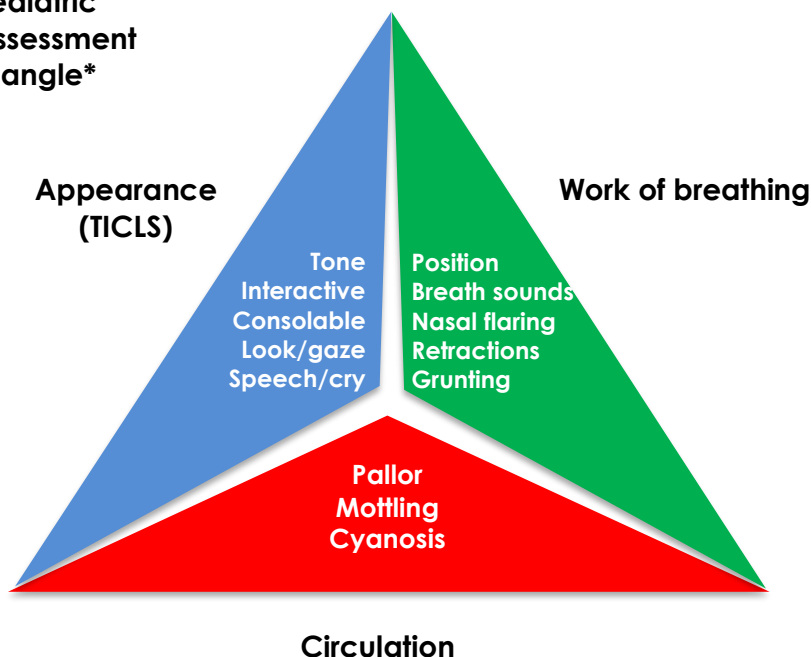 ediatric
ssessment
angle*
Appearance
(TICLS)
Work of breathing
Tone
Interactive
Consolable
Look/gaze
Speech/cry
Position
Breath sounds
Nasal flaring
Retractions
Grunting
Pallor
Mottling
Cyanosis
Circulation